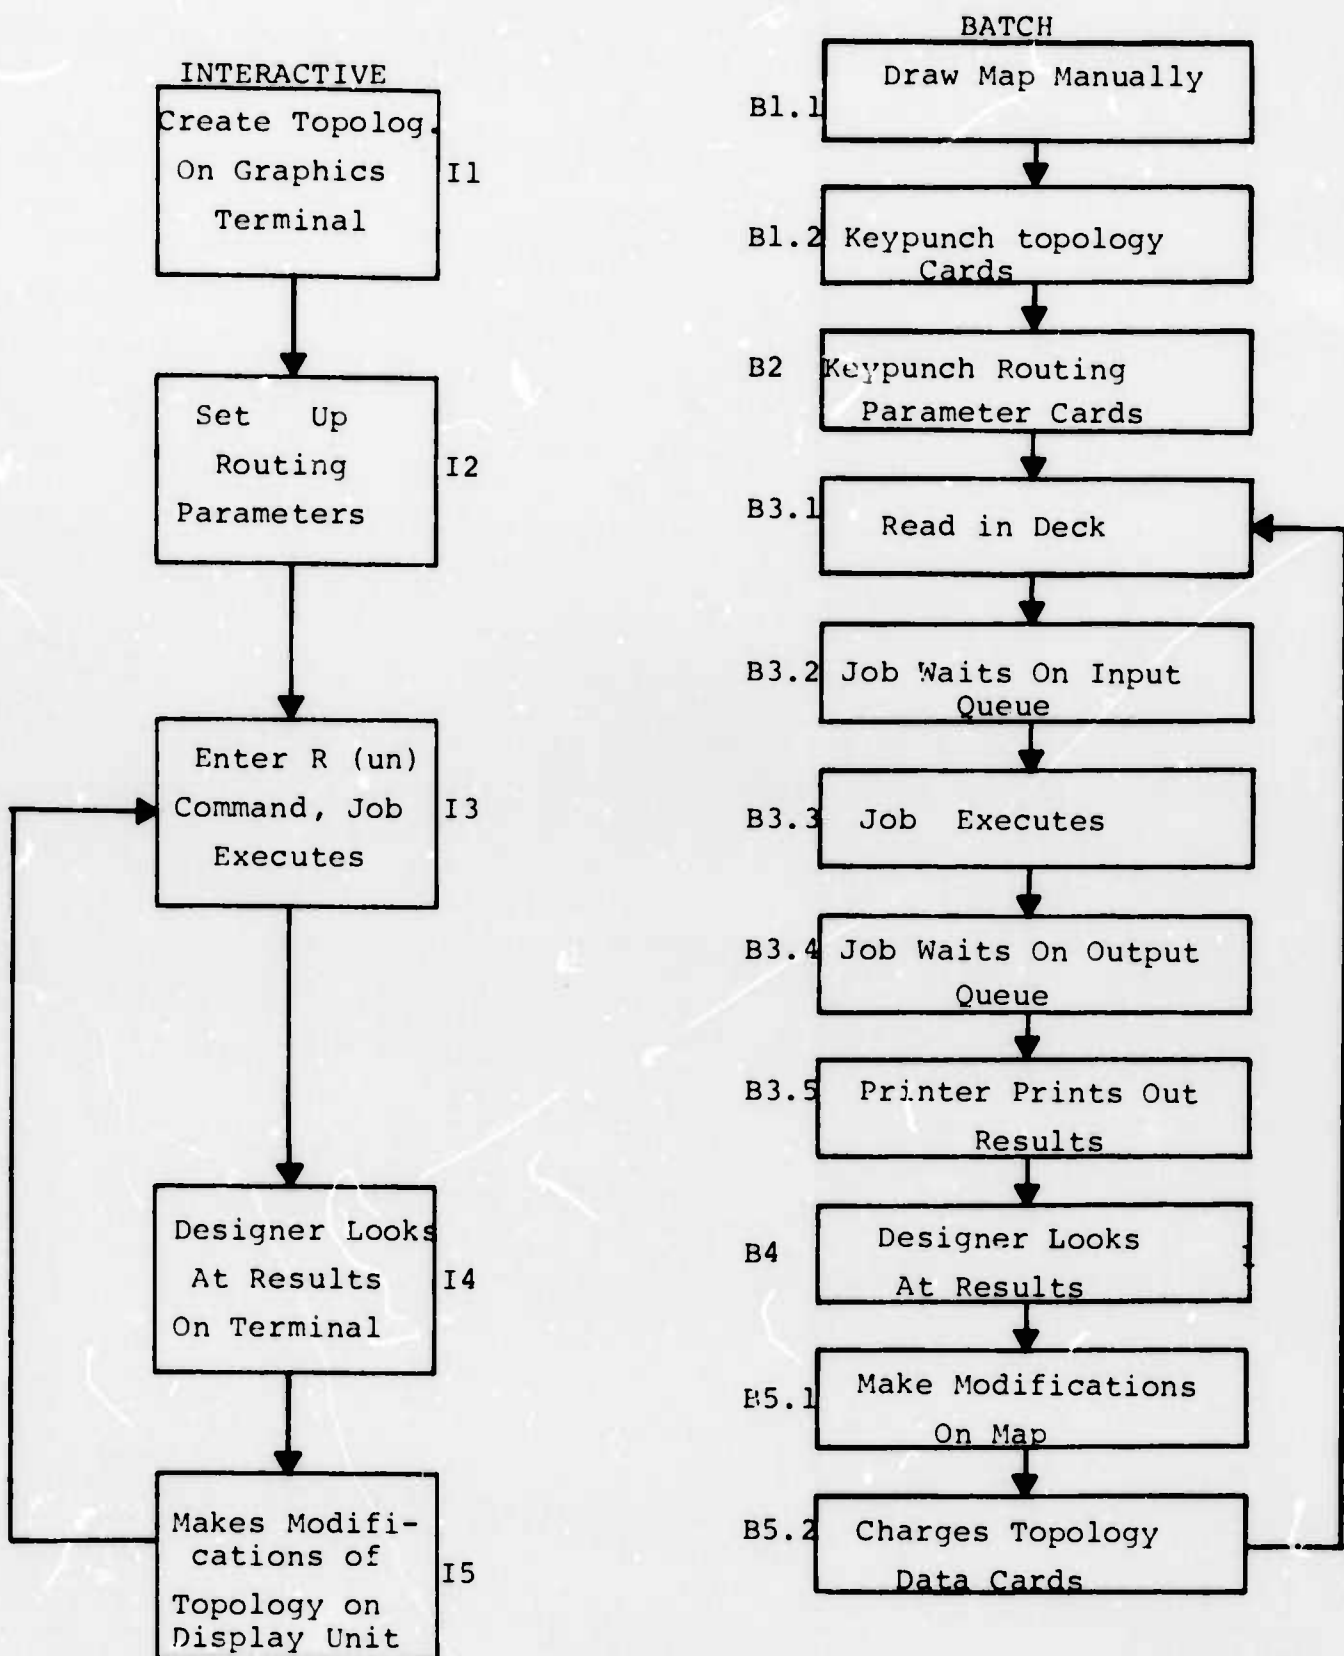 INTERACTIVE
Create Topolog
On Graphics
Terminal
I1
Set Up
Routing
Parameters
I2
Enter R (un)
Command, Job
Executes
I3
Designer Looks
At Results
On Terminal
I4
Makes Modifi-
cations of
Topology on
Display Unit
I5
BATCH
B1.1
Draw Map Manually
B1.2
Keypunch topology
Cards
B2
Keypunch Routing
Parameter Cards
B3.1
Read in Deck
B3.2
Job Waits On Input
Queue
B3.3
Job Executes
B3.4
Job Waits On Output
Queue
B3.5
Printer Prints Out
Results
B4
Designer Looks
At Results
B5.1
Make Modifications
On Map
B5.2
Charges Topology
Data Cards